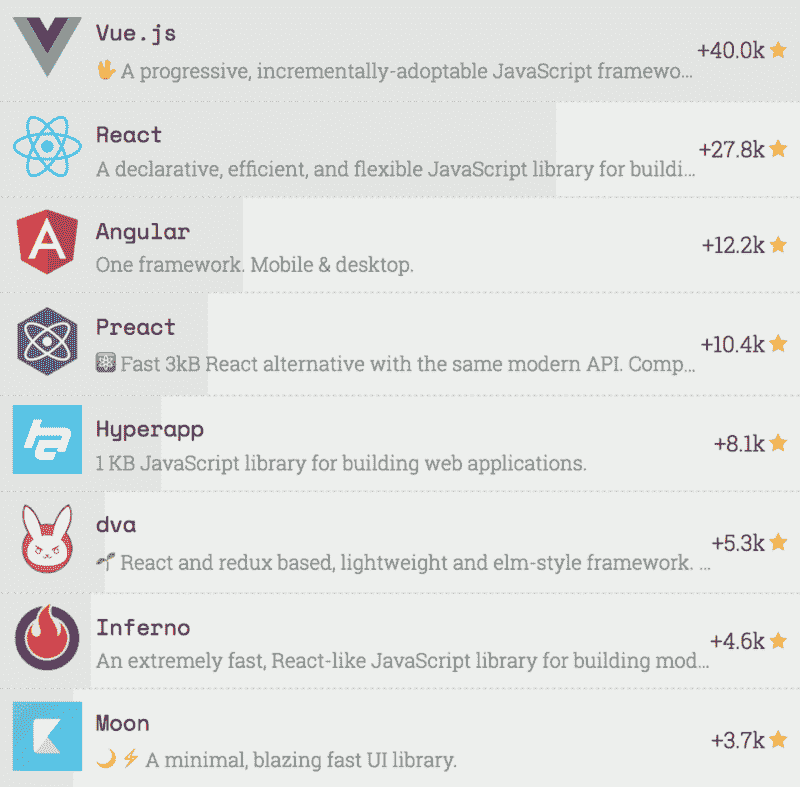 Vue.js
🖖 A progressive, incrementally-adoptable JavaScript framewo...
+40.0k
React
A declarative, efficient, and flexible JavaScript library for buildi...
+27.8k
Angular
One framework. Mobile & desktop.
+12.2k
Preact
⚛️ Fast 3kB React alternative with the same modern API. Comp...
+10.4k
Hyperapp
1 KB JavaScript library for building web applications.
+8.1k
dva
🌱 React and redux based, lightweight and elm-style framework. ...
+5.3k
Inferno
An extremely fast, React-like JavaScript library for building mod...
+4.6k
Moon
🌙 ⚡ A minimal, blazing fast UI library.
+3.7k